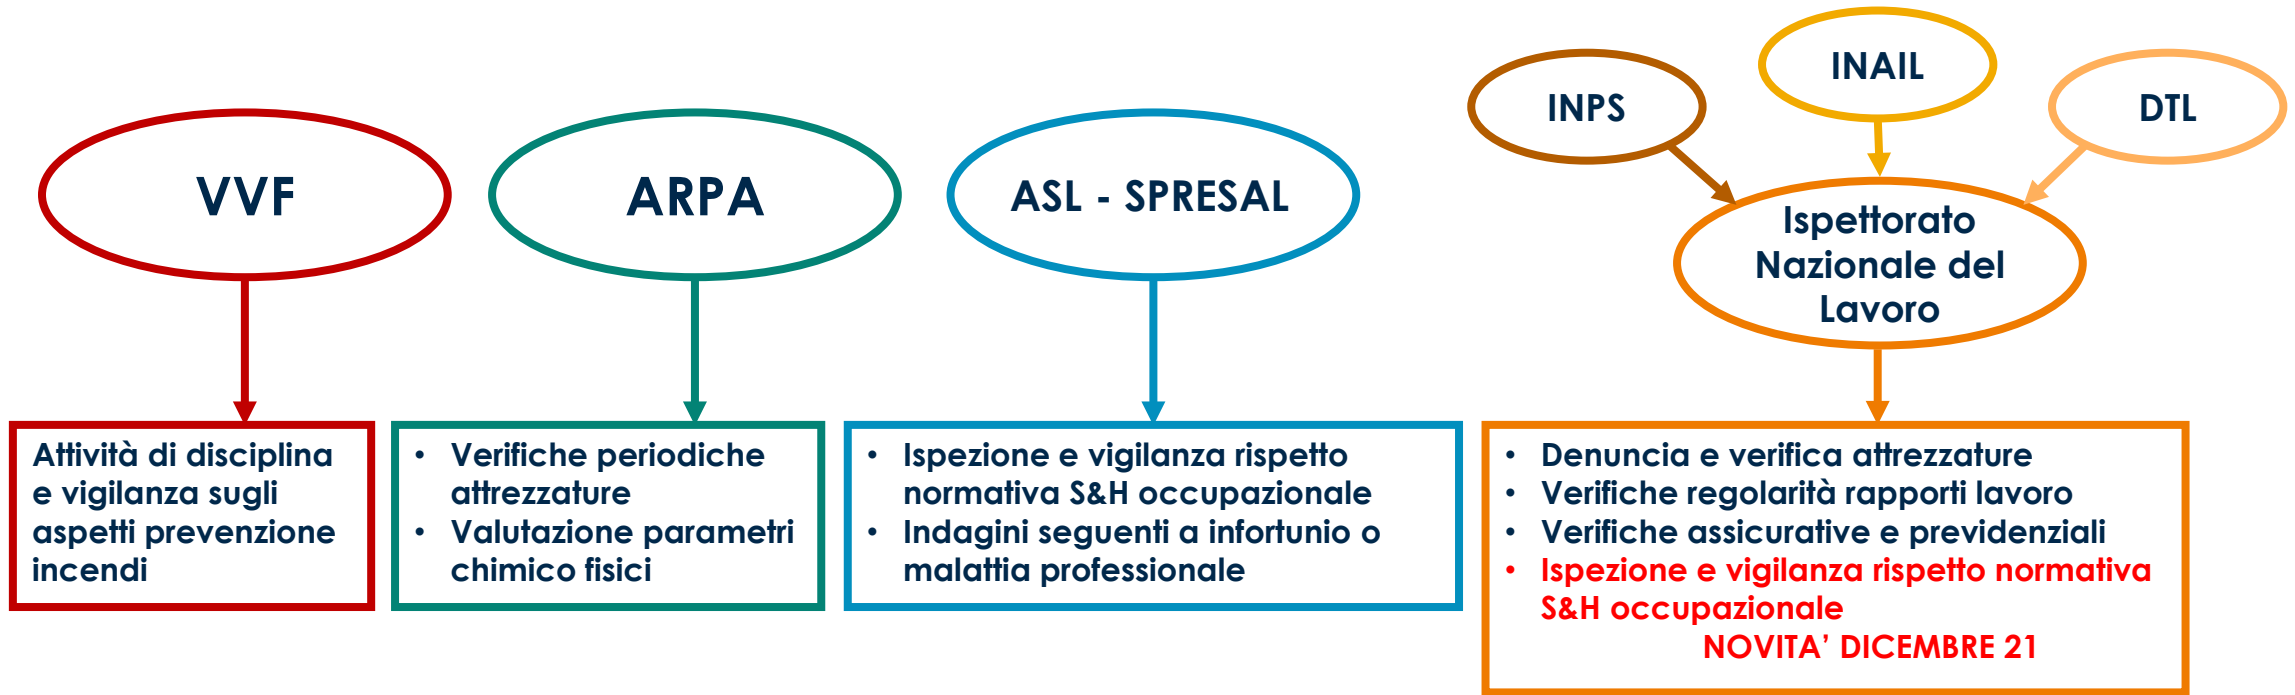 VVF
ARPA
ASL - SPRESAL
INPS
INAIL
DTL
Ispettorato
Nazionale del
Lavoro
Attività di disciplina
e vigilanza sugli
aspetti prevenzione
incendi
• Verifiche periodiche
attrezzature
• Valutazione parametri
chimico fisici
• Ispezione e vigilanza rispetto
normativa S&H occupazionale
• Indagini seguenti a infortunio o
malattia professionale
• Denuncia e verifica attrezzature
• Verifiche regolarità rapporti lavoro
• Verifiche assicurative e previdenziali
• Ispezione e vigilanza rispetto normativa
S&H occupazionale
NOVITA’ DICEMBRE 21